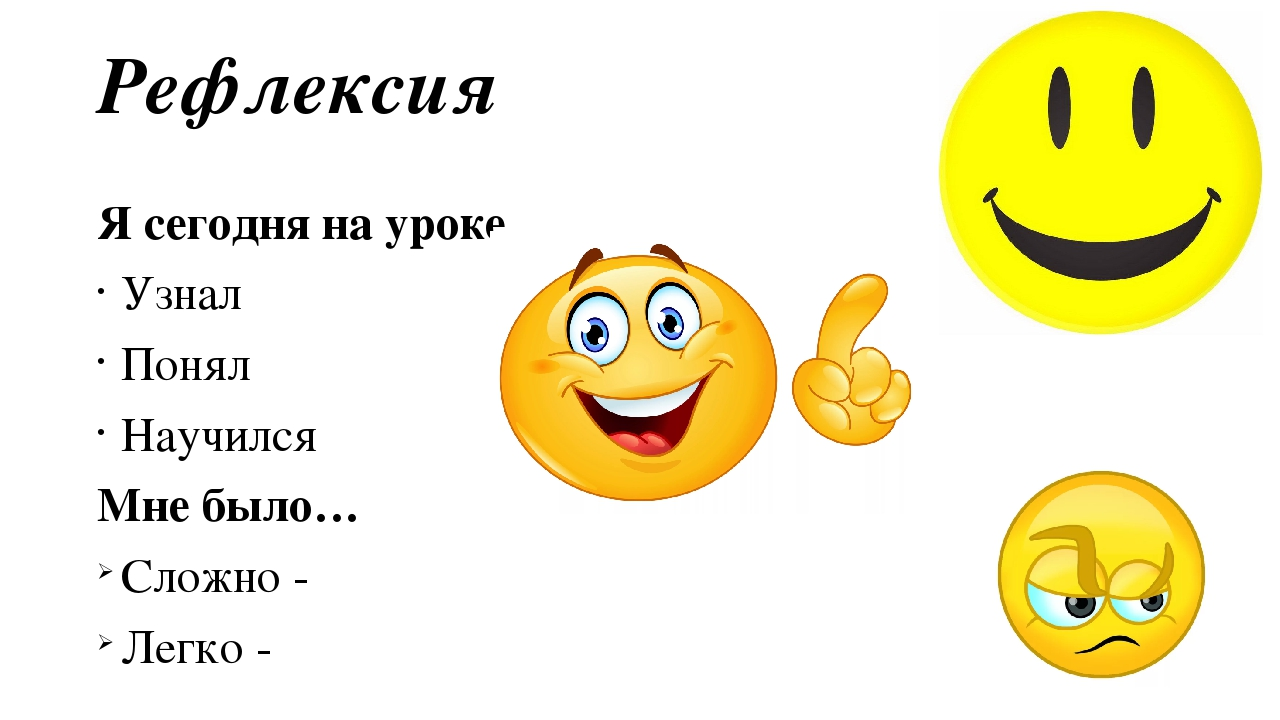 Рефлексия
Я сегодня на уроке
• Узнал
• Понял
• Научился
Мне было…
➢ Сложно -
➢ Легко -